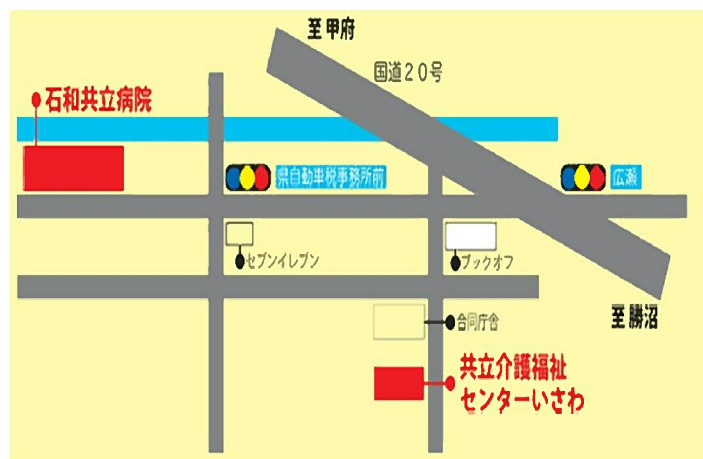 至 甲府
国道20号
石和共立病院
県自動車税事務所前
広瀬
セブンイレブン
ブックオフ
至 勝沼
合同庁舎
共立介護福祉
センターいさわ